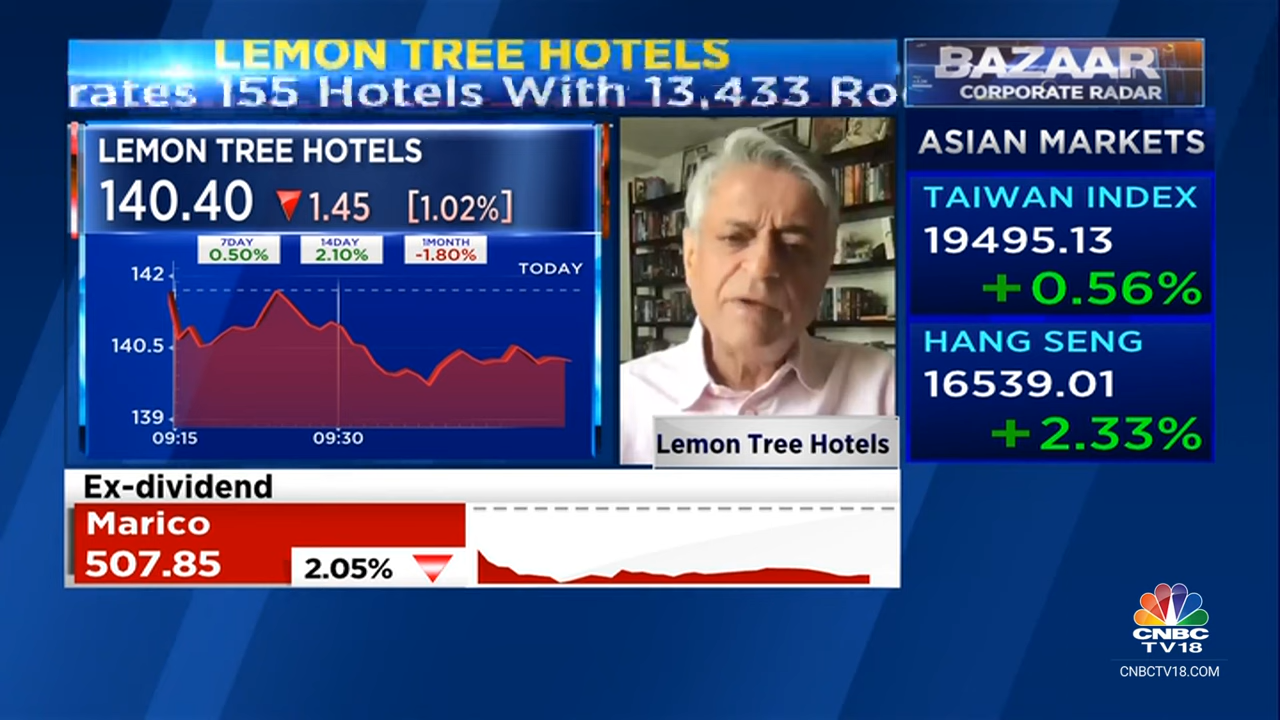 LEMON TREE HOTELS
rates 155 Hotels With 13,433 Ro
BAZAAR
CORPORATE RADAR
LEMON TREE HOTELS
140.40 1.45 [1.02%]
7DAY 14DAY 1MONTH
0.50% 2.10% -1.80%
TODAY
142
140.5
139
09:15 09:30
Lemon Tree Hotels
ASIAN MARKETS
TAIWAN INDEX
19495.13
+0.56%
HANG SENG
16539.01
+2.33%
Ex-dividend
Marico
507.85 2.05%
CNBC
TV18
CNBCTV18.COM